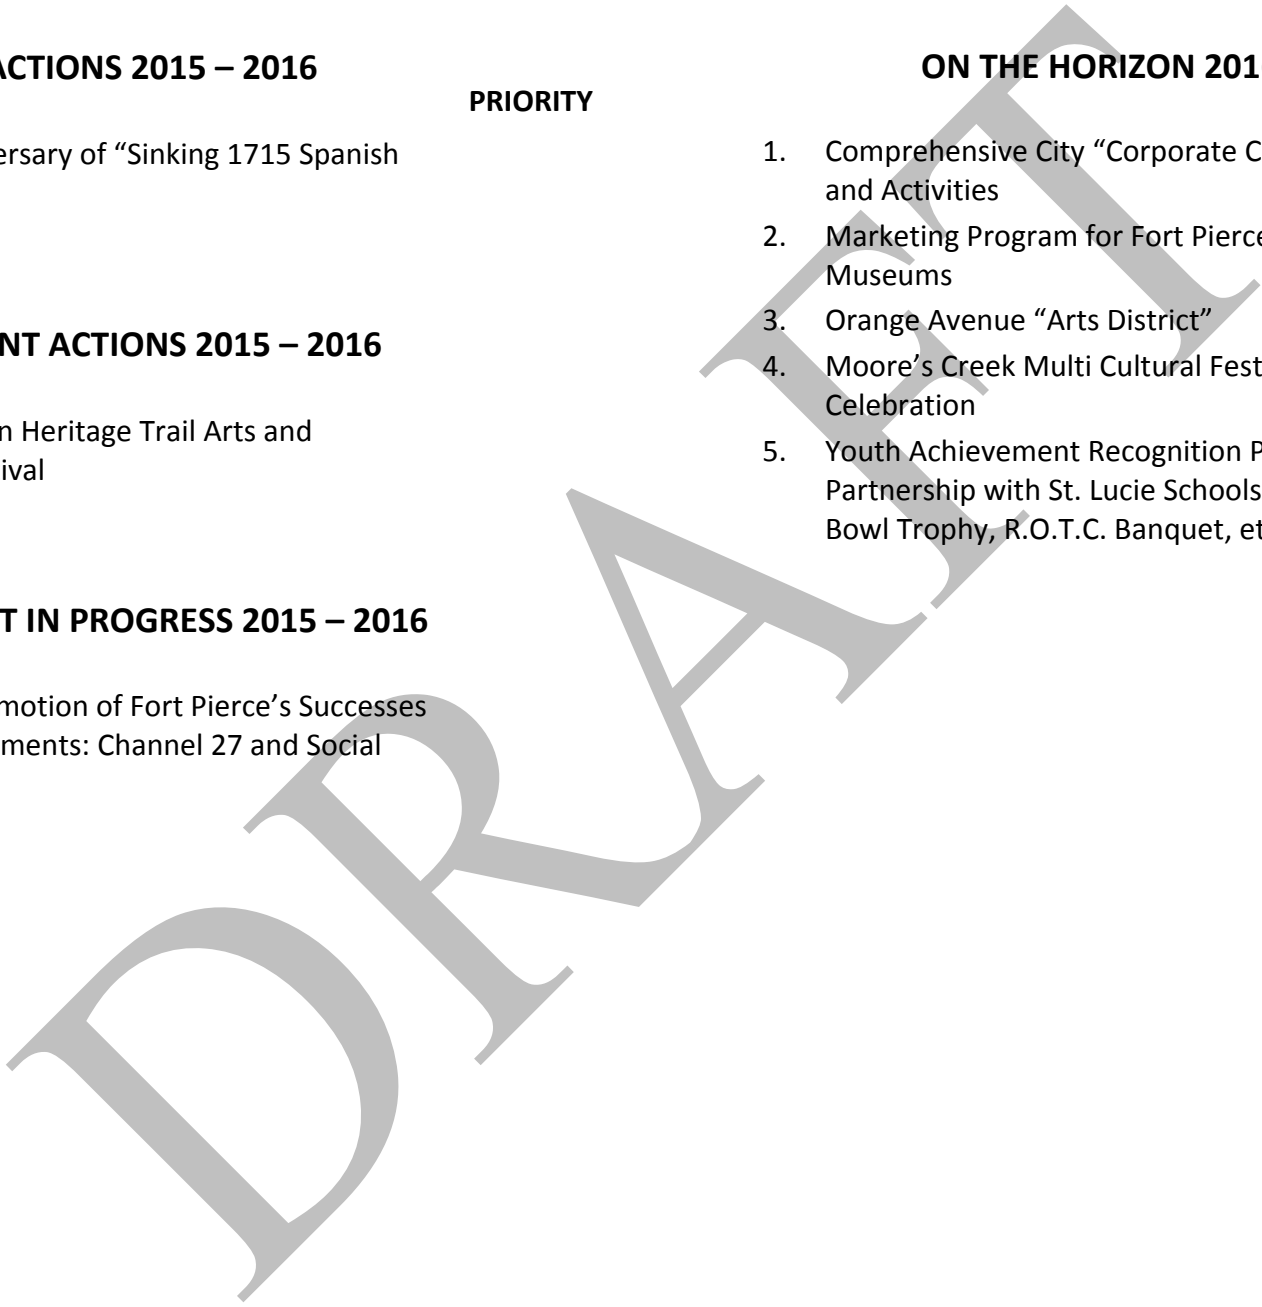 ACTIONS 2015 – 2016
PRIORITY
ersary of “Sinking 1715 Spanish
NT ACTIONS 2015 – 2016
n Heritage Trail Arts and
ival
T IN PROGRESS 2015 – 2016
motion of Fort Pierce’s Successes
ments: Channel 27 and Social
ON THE HORIZON 201
1. Comprehensive City “Corporate C
and Activities
2. Marketing Program for Fort Pierce
Museums
3. Orange Avenue “Arts District”
4. Moore’s Creek Multi Cultural Fest
Celebration
5. Youth Achievement Recognition P
Partnership with St. Lucie Schools
Bowl Trophy, R.O.T.C. Banquet, et
DRAFT